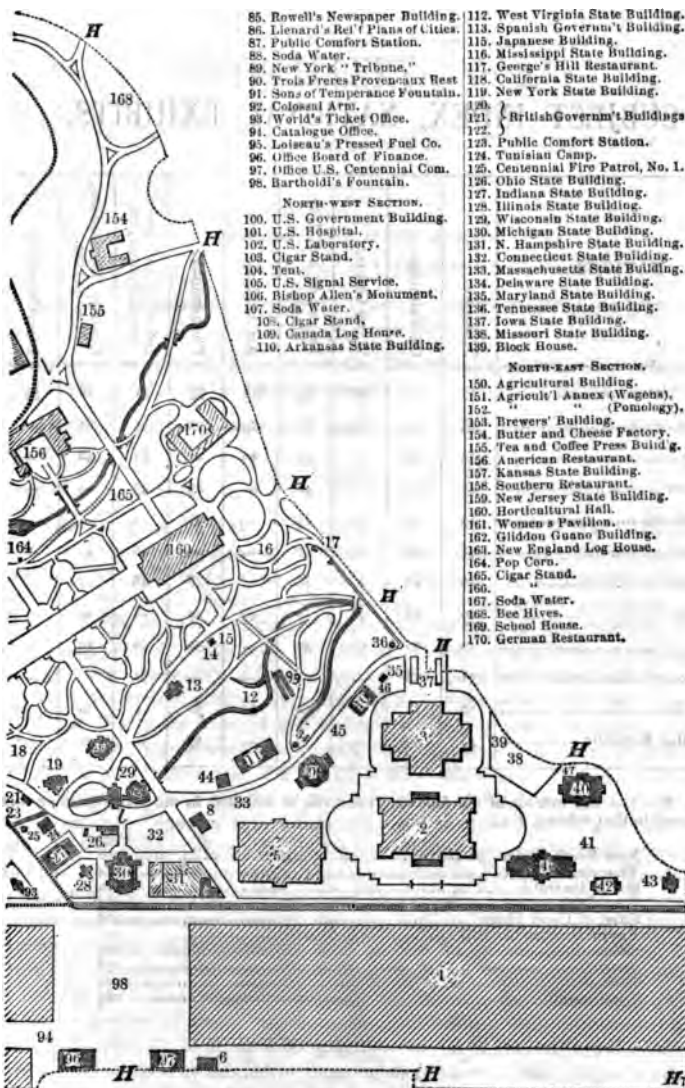 85. Rowell's Newspaper Building.
86. Lienard's Rel'f Plans of Cities.
87. Public Comfort Station.
88. Soda Water.
89. New York "Tribune."
90. Trois Freres Provencaux Rest
91. Sons of Temperance Fountain.
92. Colossal Arm.
93. World's Ticket Office.
94. Catalogue Office.
95. Loiseau's Pressed Fuel Co.
96. Office Board of Finance.
97. Office U.S. Centennial Com.
98. Bartholdi's Fountain.
NORTH-WEST SECTION.
100. U.S. Government Building.
101. U.S. Hospital.
102. U.S. Laboratory.
103. Cigar Stand.
104. Tent.
105. U.S. Signal Service.
106. Bishop Allen's Monument.
107. Soda Water.
108. Cigar Stand.
109. Canada Log House.
110. Arkansas State Building.
112. West Virginia State Building.
113. Spanish Governm't Building.
115. Japanese Building.
116. Mississippi State Building.
117. George's Hill Restaurant.
118. California State Building.
119. New York State Building.
120.
121. } British Governm't Buildings
122.
123. Public Comfort Station.
124. Tunisian Camp.
125. Centennial Fire Patrol, No. 1.
126. Ohio State Building.
127. Indiana State Building.
128. Illinois State Building.
129. Wisconsin State Building.
130. Michigan State Building.
131. N. Hampshire State Building.
132. Connecticut State Building.
133. Massachusetts State Building.
134. Delaware State Building.
135. Maryland State Building.
136. Tennessee State Building.
137. Iowa State Building.
138. Missouri State Building.
139. Block House.
NORTH-EAST SECTION.
150. Agricultural Building.
151. Agricult'l Annex (Wagons),
152. " " (Pomology),
153. Brewers' Building.
154. Butter and Cheese Factory.
155. Tea and Coffee Press Build'g.
156. American Restaurant.
157. Kansas State Building.
158. Southern Restaurant.
159. New Jersey State Building.
160. Horticultural Hall.
161. Women's Pavilion.
162. Gliddon Guano Building.
163. New England Log House.
164. Pop Corn.
165. Cigar Stand.
166. "
167. Soda Water.
168. Bee Hives.
169. School House.
170. German Restaurant.
H
168
154
H
155
170
156
165
H
164
160
16
17
H
15
14
36
H
35
37
46
13
12
99
45
18
19
29
44
33
39
38
H
47
21
23
25
26
8
32
2
41
28
30
31
42
43
93
98
1
94
96
97
6
H
H
H